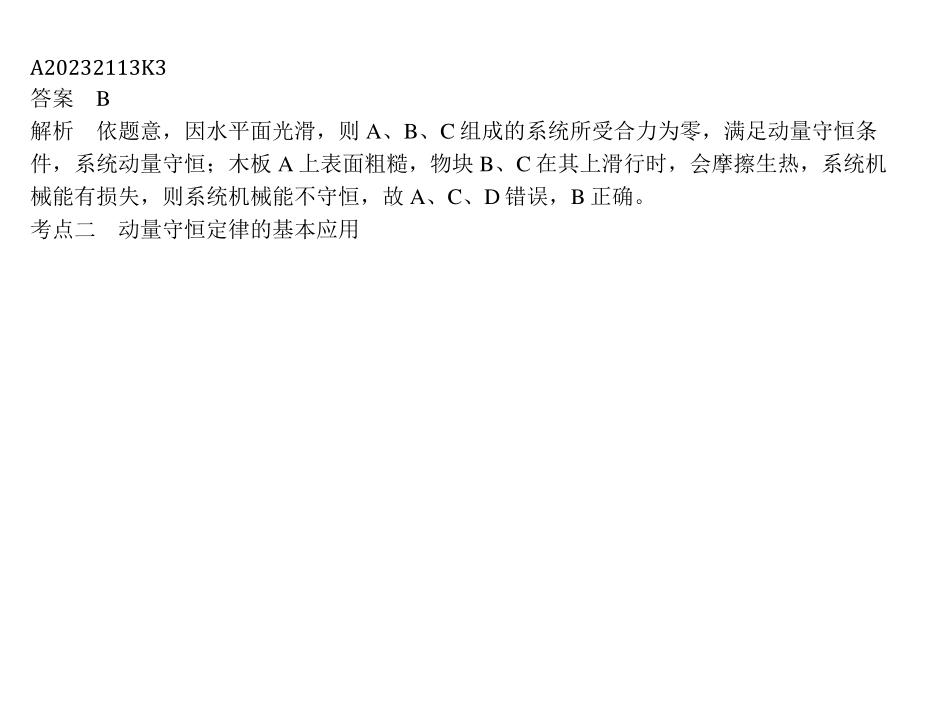 A20232113K3
答案　B
解析　依题意，因水平面光滑，则 A、B、C 组成的系统所受合力为零，满足动量守恒条
件，系统动量守恒；木板 A 上表面粗糙，物块 B、C 在其上滑行时，会摩擦生热，系统机
械能有损失，则系统机械能不守恒，故 A、C、D 错误，B 正确。
考点二　动量守恒定律的基本应用